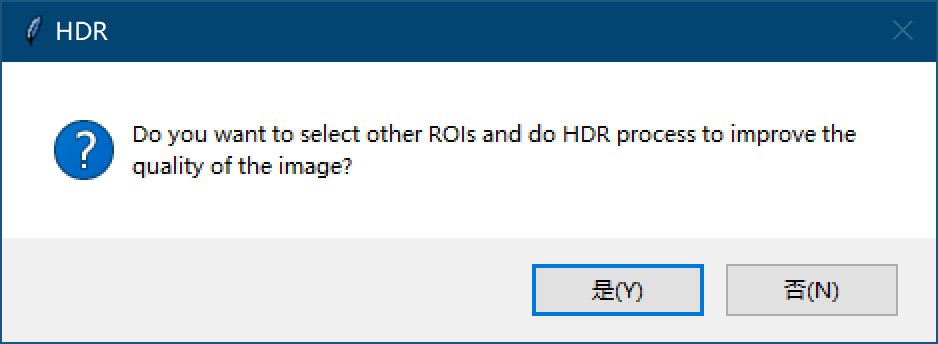 HDR
Do you want to select other ROIs and do HDR process to improve the
quality of the image?
是(Y)
否(N)